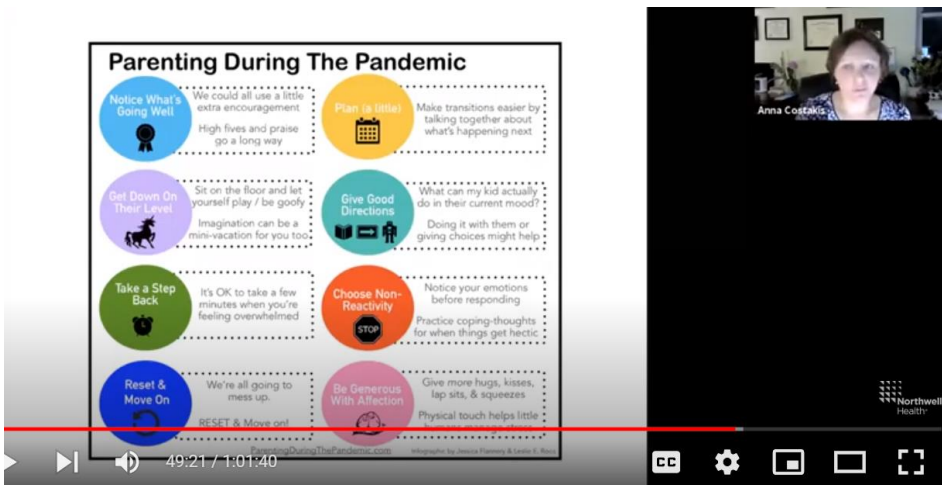 Parenting During The Pandemic
Notice What's
Going Well
We could all use a little
extra encouragement
High fives and praise
go a long way
Plan (a little)
Make transitions easier by
talking together about
what's happening next
Get Down On
Their Level
Sit on the floor and let
yourself play / be goofy
Imagination can be a
mini-vacation for you too
Give Good
Directions
What can my kid actually
do in their current mood?
Doing it with them or
giving choices might help
Take a Step
Back
It's OK to take a few
minutes when you're
feeling overwhelmed
Choose Non-
Reactivity
STOP
Notice your emotions
before responding
Practice coping-thoughts
for when things get hectic
Reset &
Move On
We're all going to
mess up.
RESET & Move on!
Be Generous
With Affection
Give more hugs, kisses,
lap sits, & squeezes
Physical touch helps little
humans manage stress
ParentingDuringThePandemic.com
Infographic by Jessica Flannery & Leslie E. Roos
Anna Costakis
Northwell
Health
49:21 / 1:01:40
CC